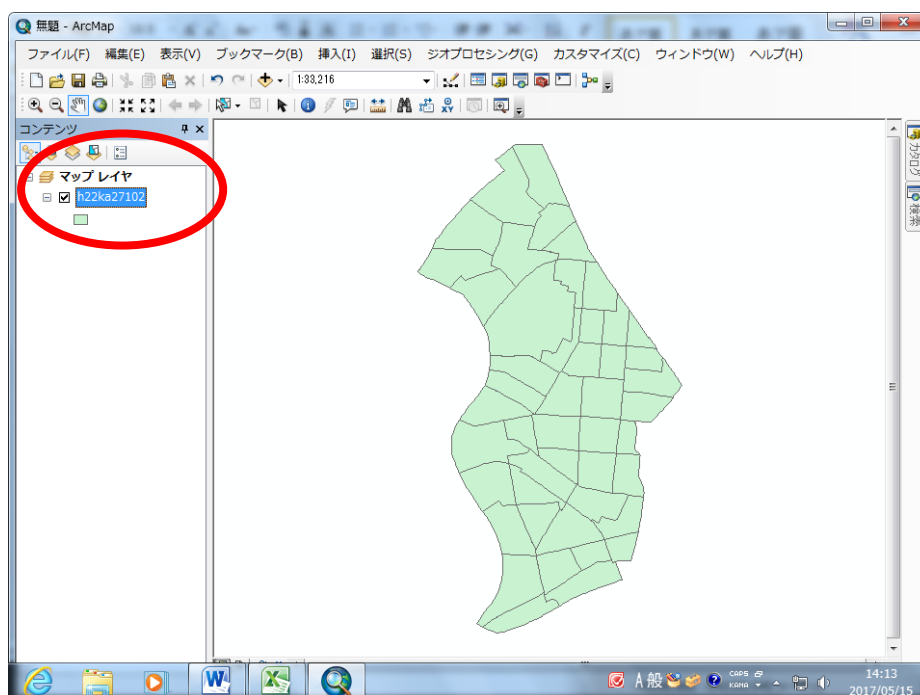 無題 - ArcMap
ファイル(F) 編集(E) 表示(V) ブックマーク(B) 挿入(I) 選択(S) ジオプロセシング(G) カスタマイズ(C) ウィンドウ(W) ヘルプ(H)
1:33,216
コンテンツ
マップ レイヤ
h22ka27102
カタログ
検索
A 般
CAPS
KANA
14:13
2017/05/15